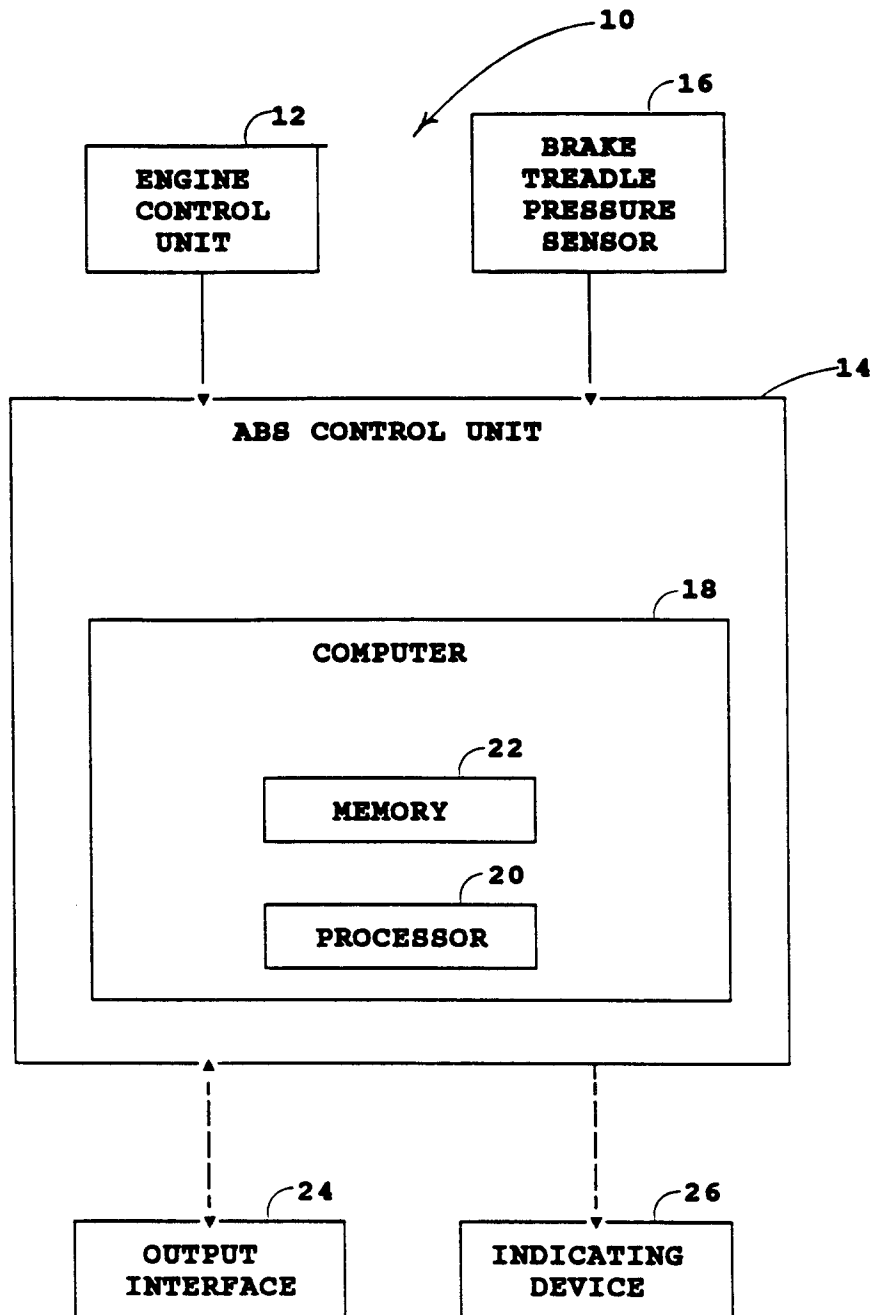 10
12
16
ENGINE
CONTROL
UNIT
BRAKE
TREADLE
PRESSURE
SENSOR
14
ABS CONTROL UNIT
18
COMPUTER
22
MEMORY
20
PROCESSOR
24
26
OUTPUT
INTERFACE
INDICATING
DEVICE